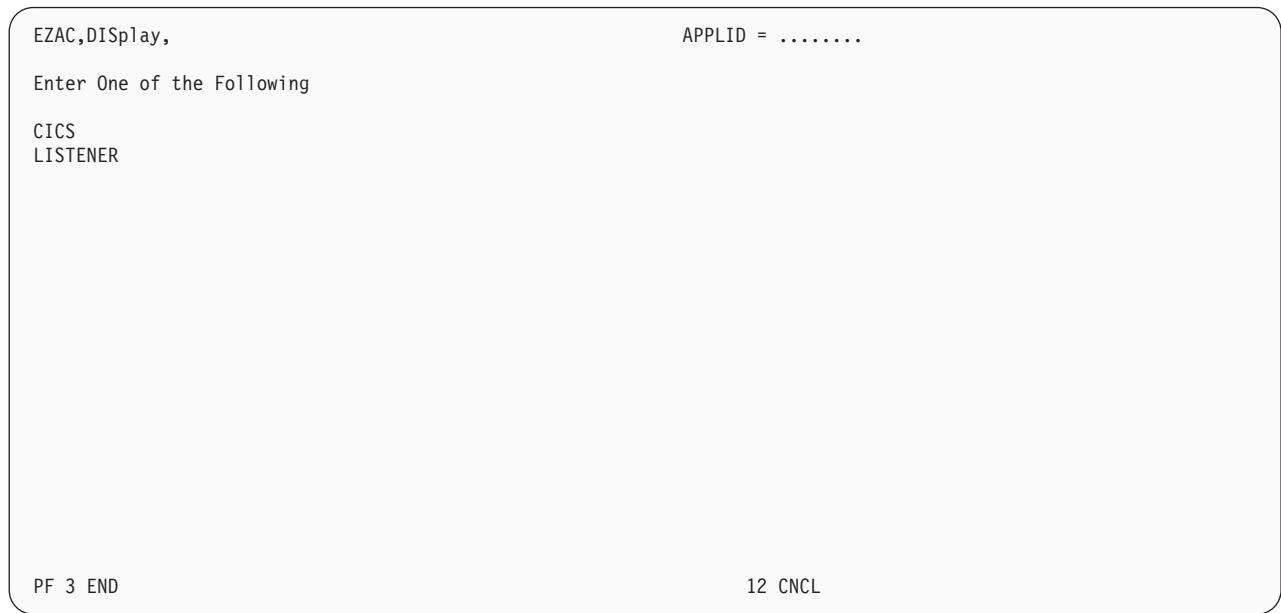 EZAC,DISplay, APPLID = ........
Enter One of the Following
CICS
LISTENER
PF 3 END 12 CNCL